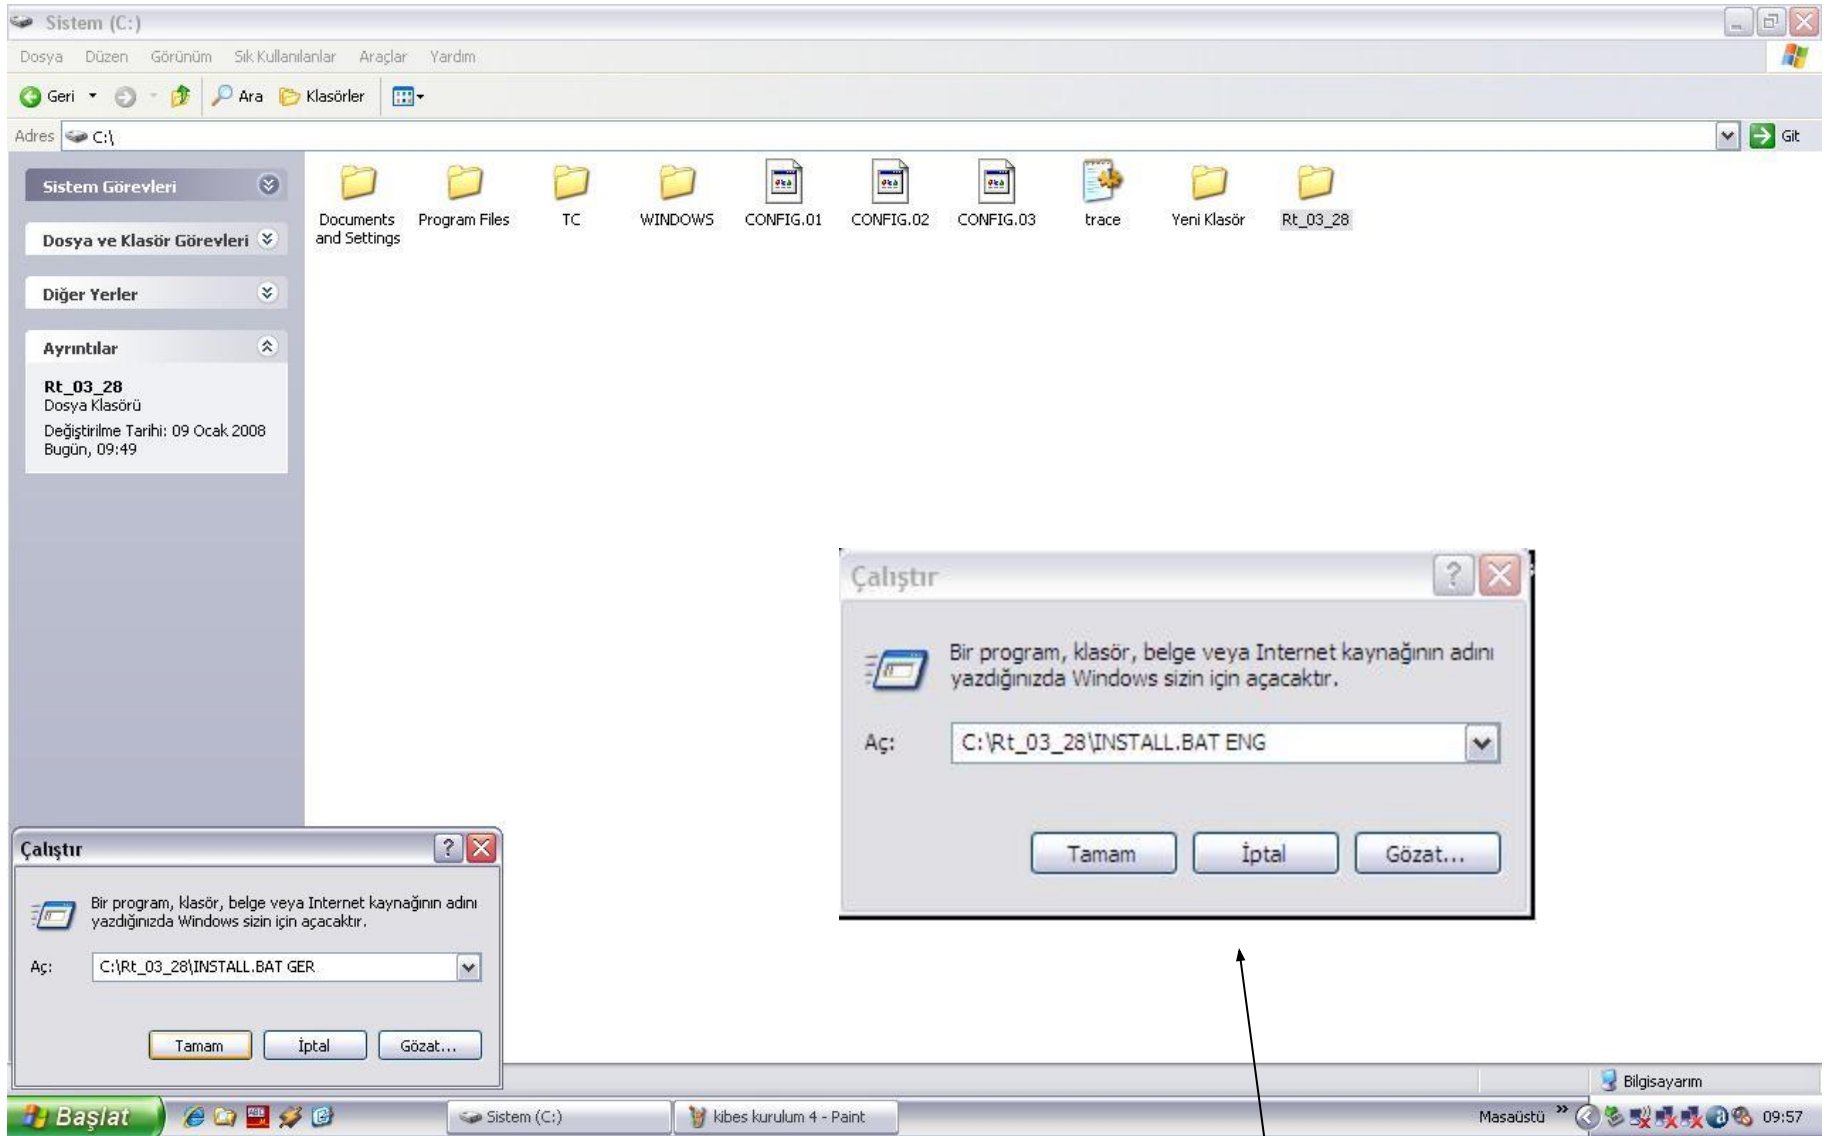 Sistem (C:)
Dosya Düzen Görünüm Sık Kullanılanlar Araçlar Yardım
Geri Ara Klasörler
Adres C:\ Git
Sistem Görevleri
Dosya ve Klasör Görevleri
Diğer Yerler
Ayrıntılar
Rt_03_28
Dosya Klasörü
Değiştirilme Tarihi: 09 Ocak 2008
Bugün, 09:49
Documents
and Settings
Program Files
TC
WINDOWS
CONFIG.01
CONFIG.02
CONFIG.03
trace
Yeni Klasör
Rt_03_28
Çalıştır
Bir program, klasör, belge veya Internet kaynağının adını
yazdığınızda Windows sizin için açacaktır.
Aç: C:\Rt_03_28\INSTALL.BAT ENG
Tamam İptal Gözat...
Çalıştır
Bir program, klasör, belge veya Internet kaynağının adını
yazdığınızda Windows sizin için açacaktır.
Aç: C:\Rt_03_28\INSTALL.BAT GER
Tamam İptal Gözat...
Bilgisayarım
Başlat Sistem (C:) kibes kurulum 4 - Paint Masaüstü » 09:57